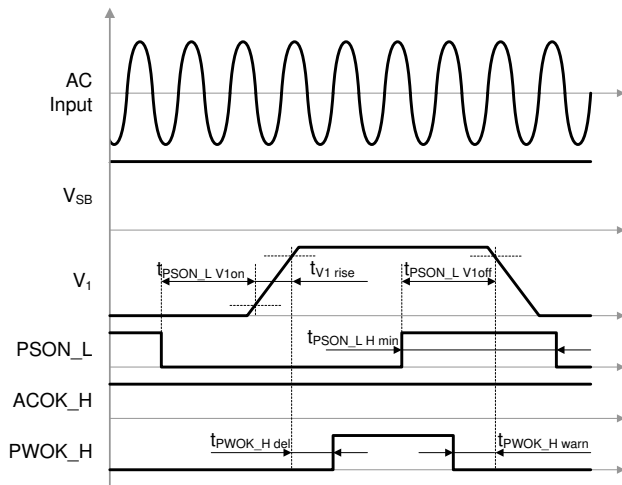 AC
Input
VSB
V1
tPSON_L V1on
tV1 rise
tPSON_L V1off
PSON_L
tPSON_L H min
ACOK_H
PWOK_H
tPWOK_H del
tPWOK_H warn